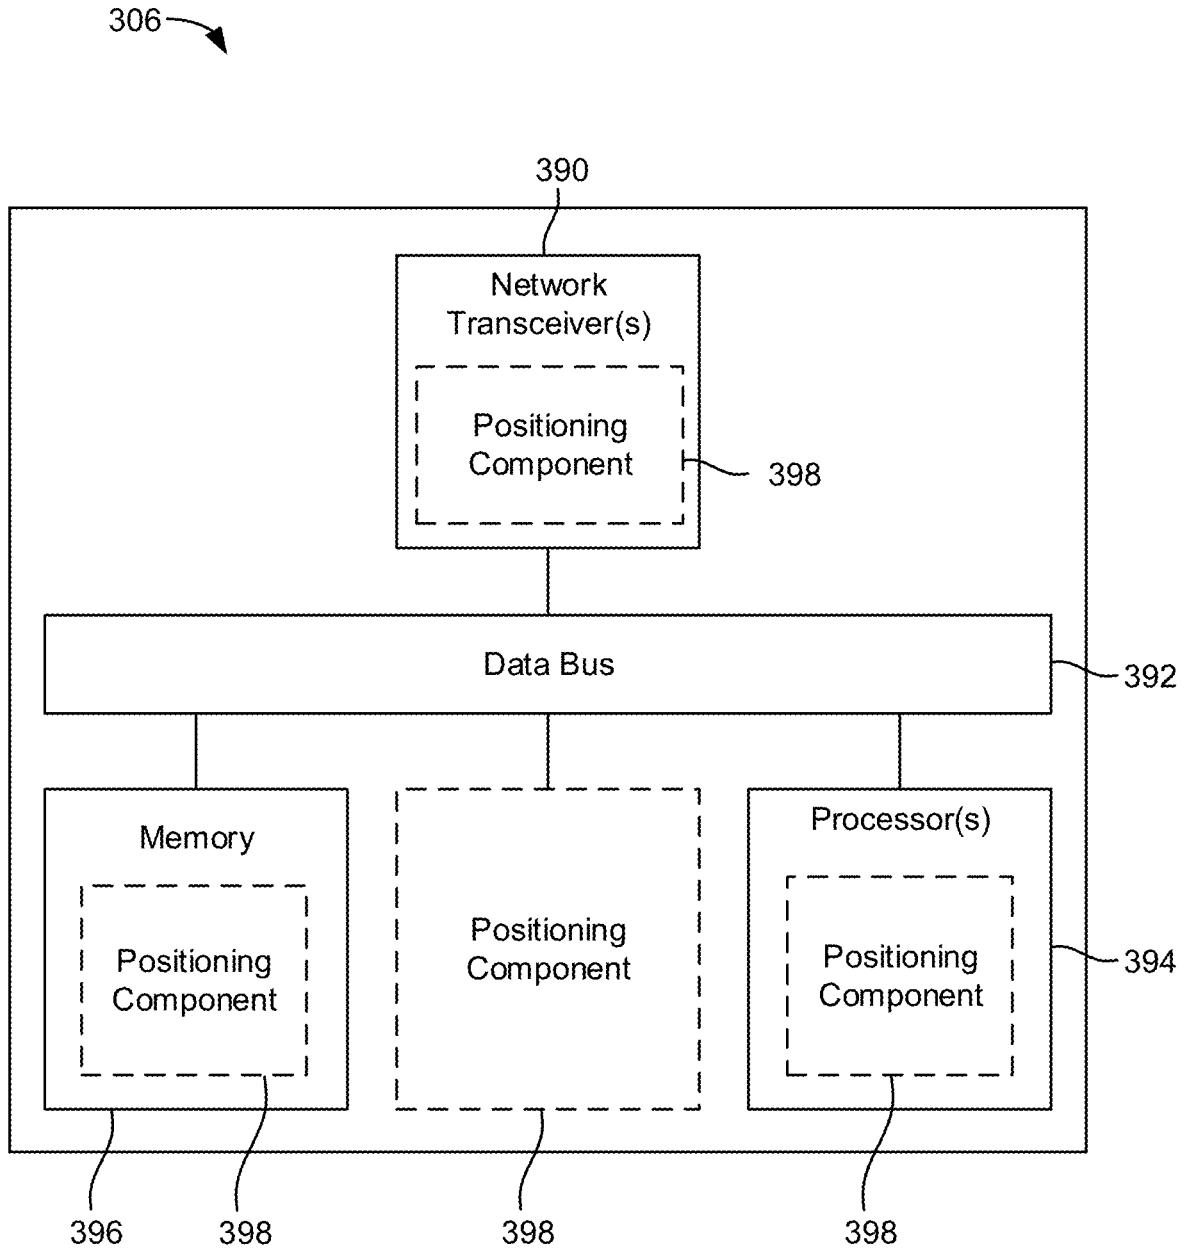 306
390
Network
Transceiver(s)
Positioning
Component
398
Data Bus
392
Memory
Positioning
Component
Positioning
Component
Processor(s)
Positioning
Component
394
396
398
398
398